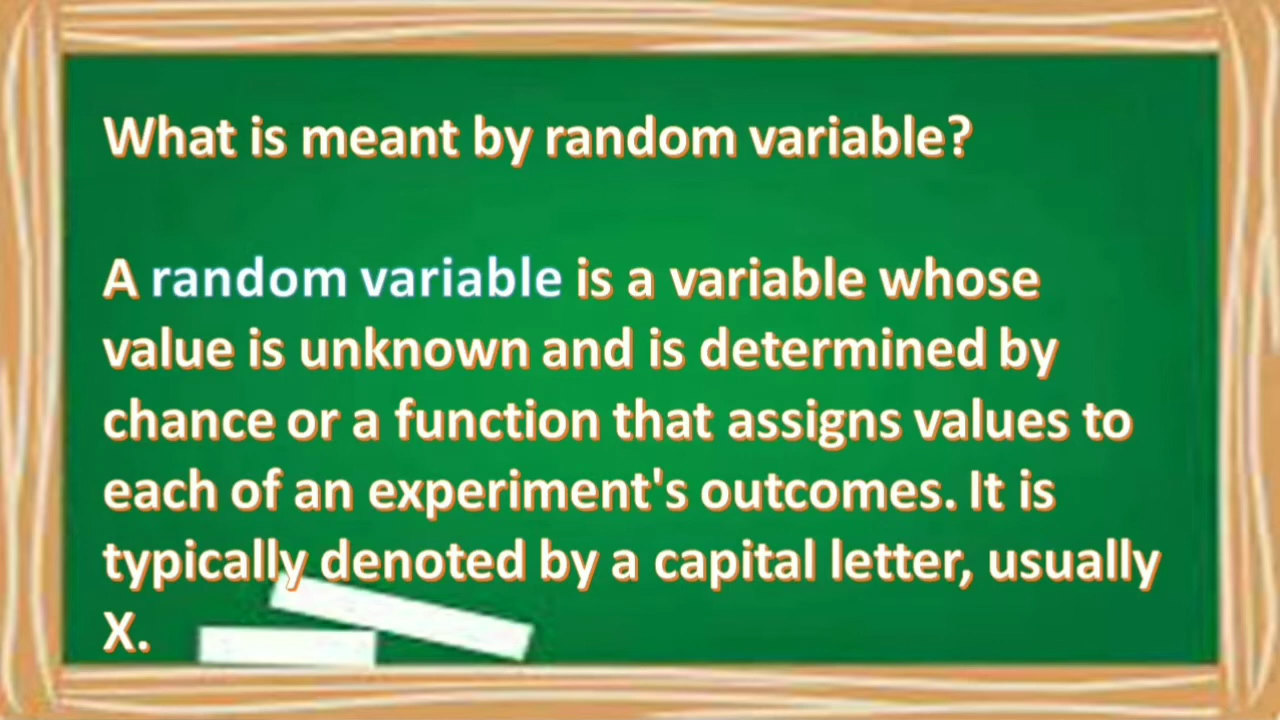 What is meant by random variable?
A random variable is a variable whose
value is unknown and is determined by
chance or a function that assigns values to
each of an experiment's outcomes. It is
typically denoted by a capital letter, usually
X.